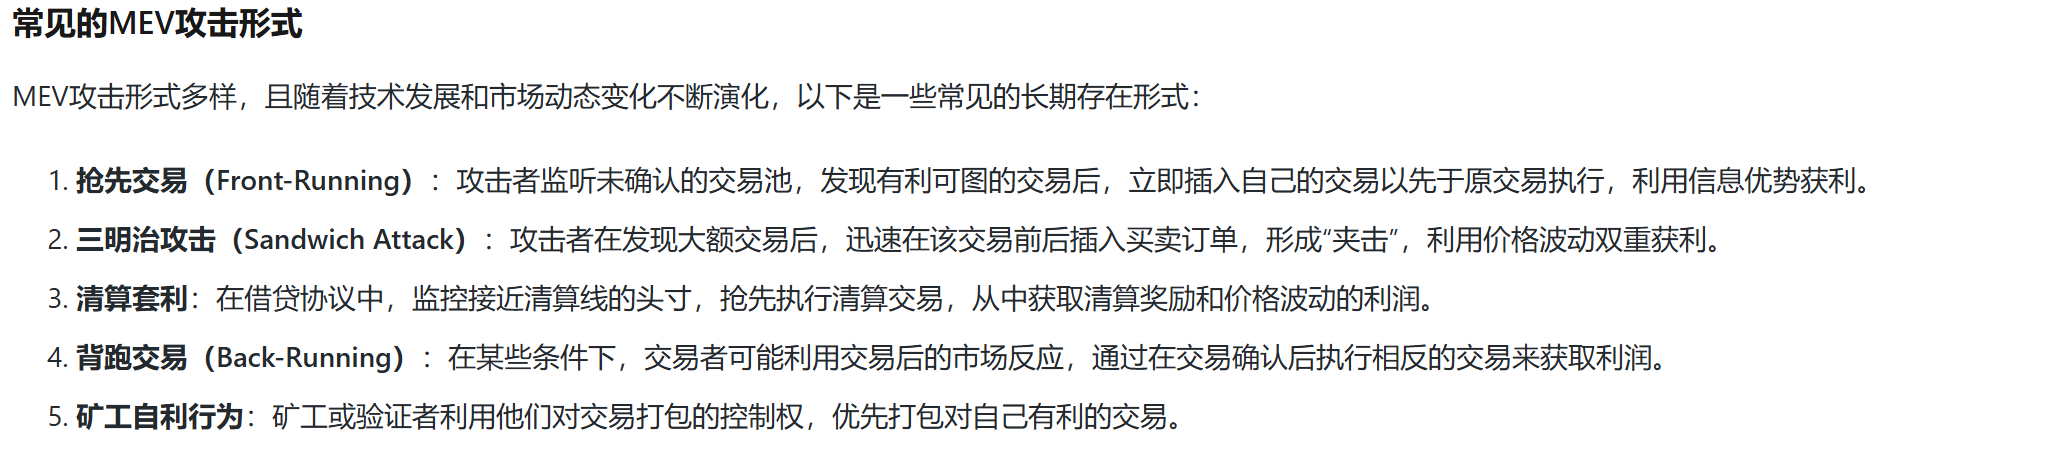 常见的MEV攻击形式
MEV攻击形式多样，且随着技术发展和市场动态变化不断演化，以下是一些常见的长期存在形式：
1. 抢先交易（Front-Running）：攻击者监听未确认的交易池，发现有利可图的交易后，立即插入自己的交易以先于原交易执行，利用信息优势获利。
2. 三明治攻击（Sandwich Attack）：攻击者在发现大额交易后，迅速在该交易前后插入买卖订单，形成“夹击”，利用价格波动双重获利。
3. 清算套利：在借贷协议中，监控接近清算线的头寸，抢先执行清算交易，从中获取清算奖励和价格波动的利润。
4. 背跑交易（Back-Running）：在某些条件下，交易者可能利用交易后的市场反应，通过在交易确认后执行相反的交易来获取利润。
5. 矿工自利行为：矿工或验证者利用他们对交易打包的控制权，优先打包对自己有利的交易。